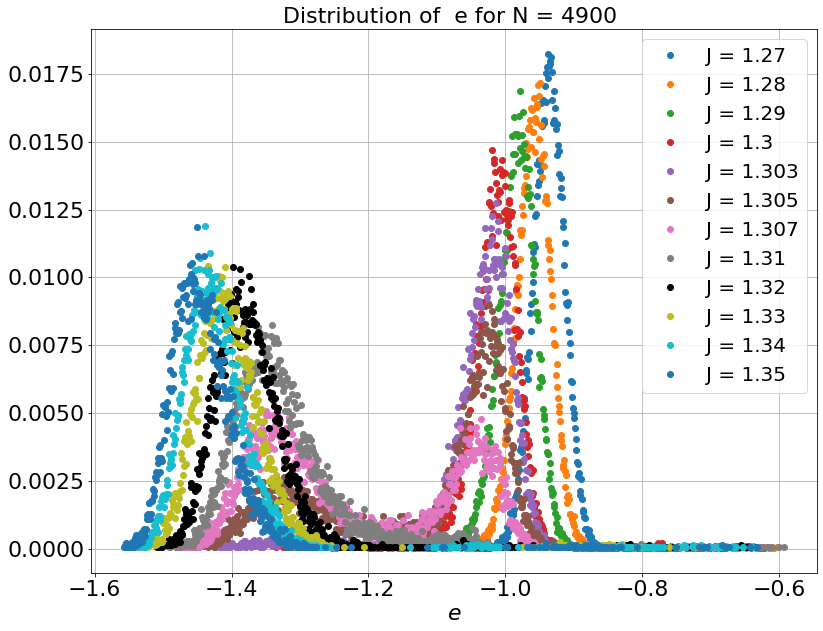 Distribution of  e for N = 4900
0.0175
0.0150
0.0125
0.0100
0.0075
0.0050
0.0025
0.0000
−1.6
−1.4
−1.2
−1.0
−0.8
−0.6
e
J = 1.27
J = 1.28
J = 1.29
J = 1.3
J = 1.303
J = 1.305
J = 1.307
J = 1.31
J = 1.32
J = 1.33
J = 1.34
J = 1.35